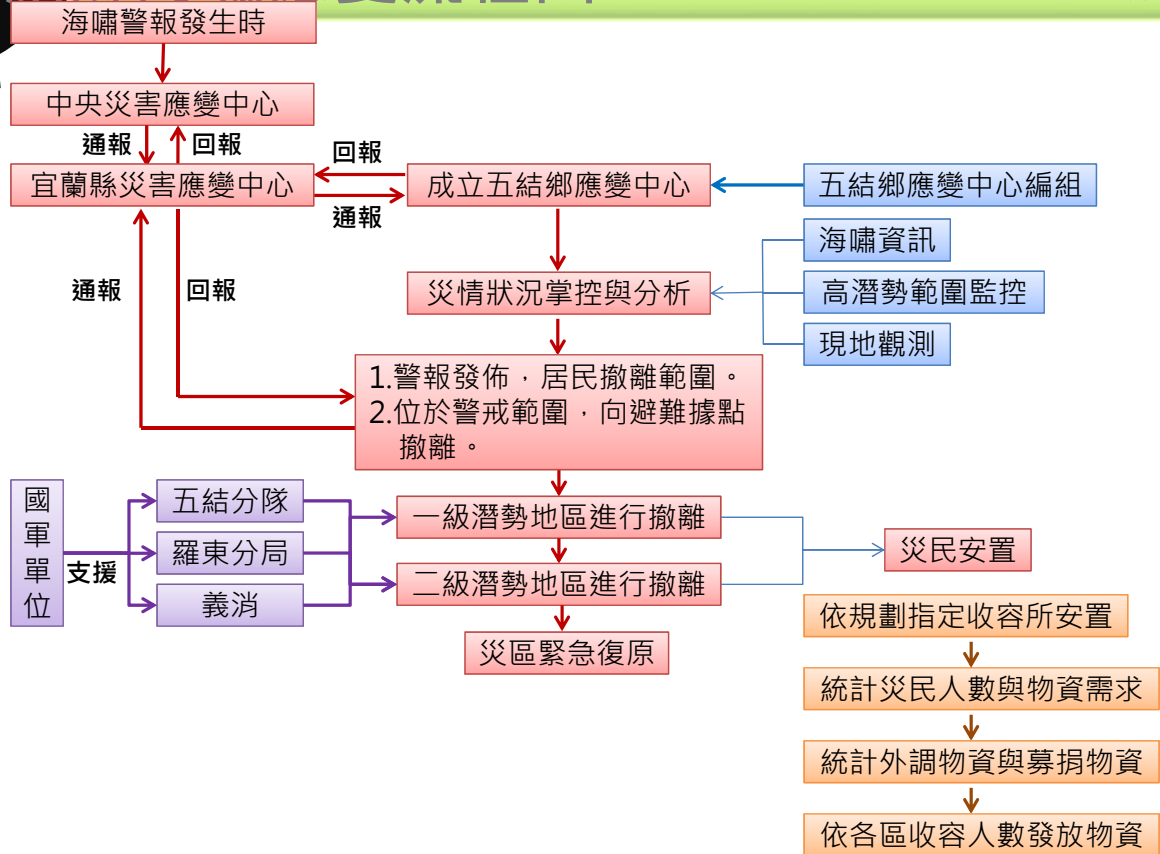 海嘯警報發生時
中央災害應變中心
通報
回報
回報
宜蘭縣災害應變中心
成立五結鄉應變中心
五結鄉應變中心編組
通報
海嘯資訊
通報
回報
災情狀況掌控與分析
高潛勢範圍監控
現地觀測
1.警報發佈,居民撤離範圍。
2.位於警戒範圍,向避難據點
撤離。
國軍單位
支援
五結分隊
羅東分局
義消
一級潛勢地區進行撤離
二級潛勢地區進行撤離
災民安置
災區緊急復原
依規劃指定收容所安置
統計災民人數與物資需求
統計外調物資與募捐物資
依各區收容人數發放物資